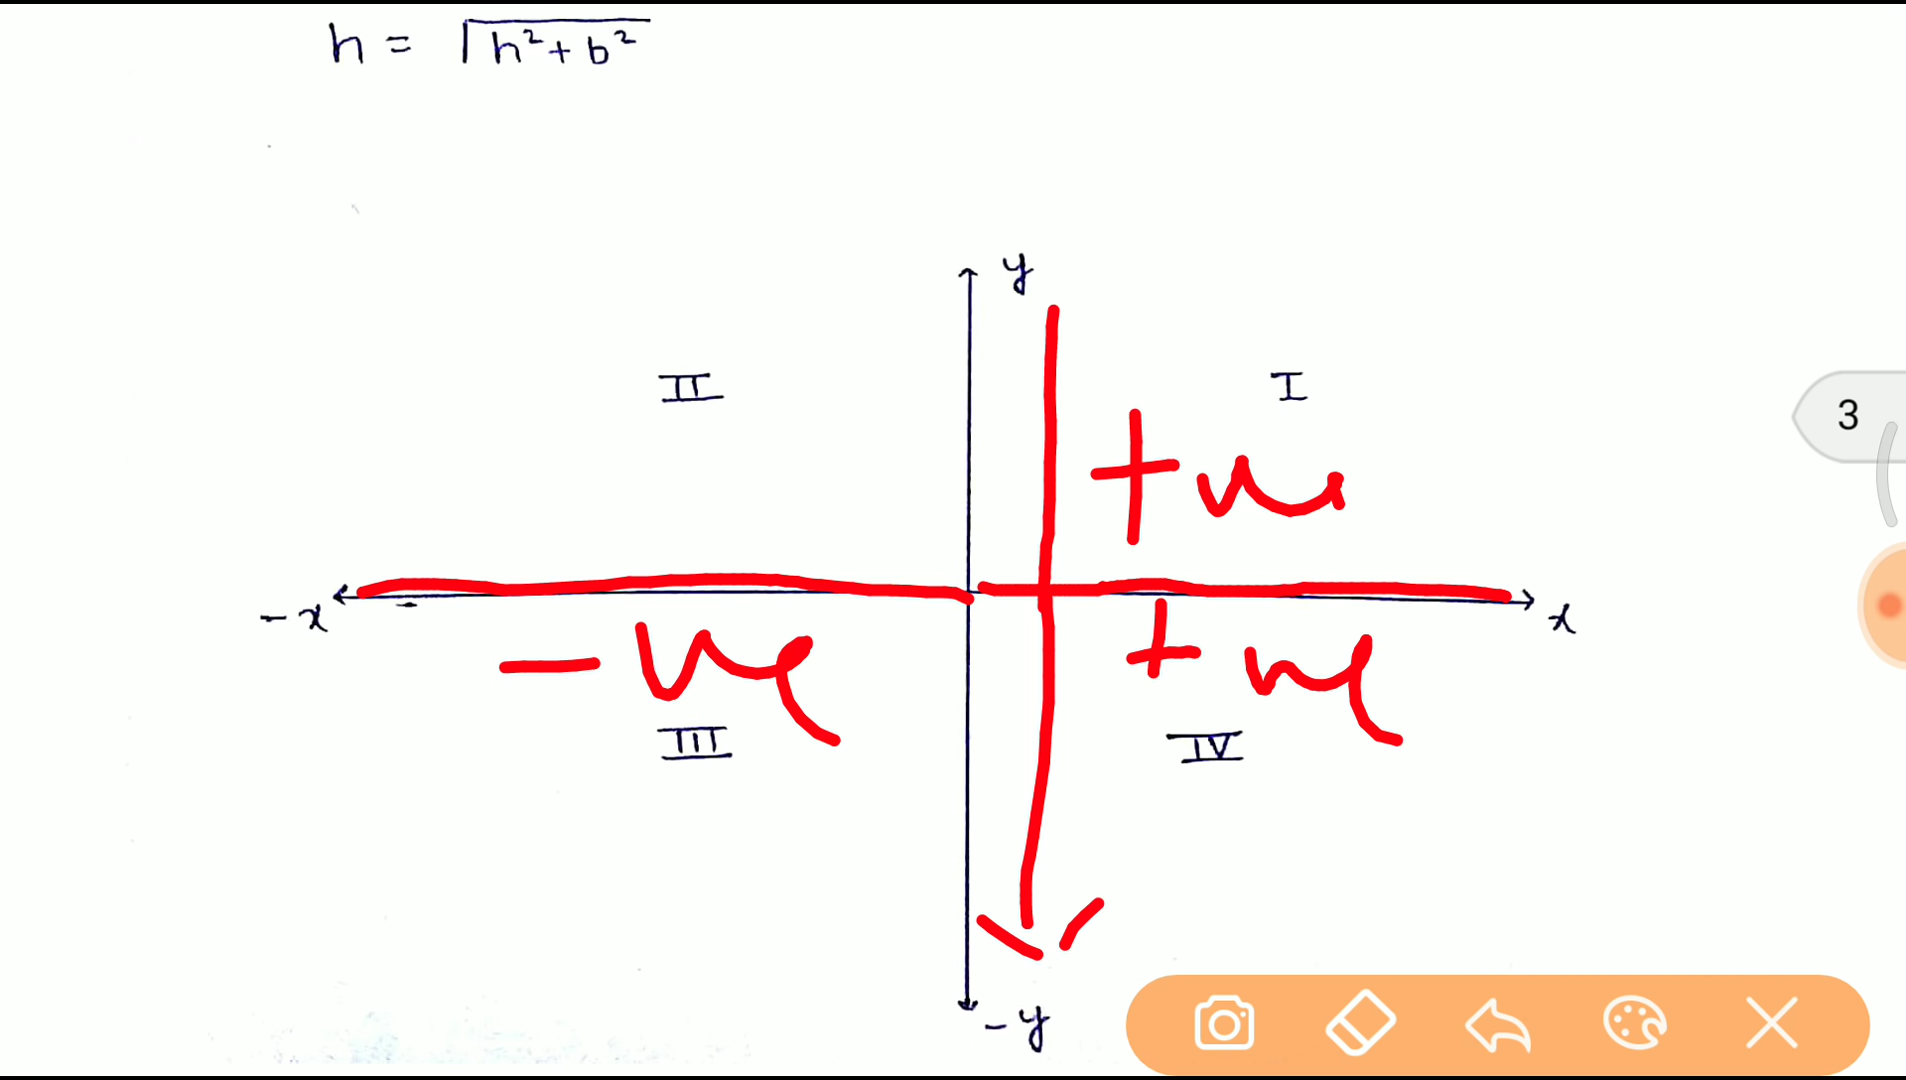 h = √h²+b²
y
II I
+ve
3
-x x
-ve +ve
III IV
-y